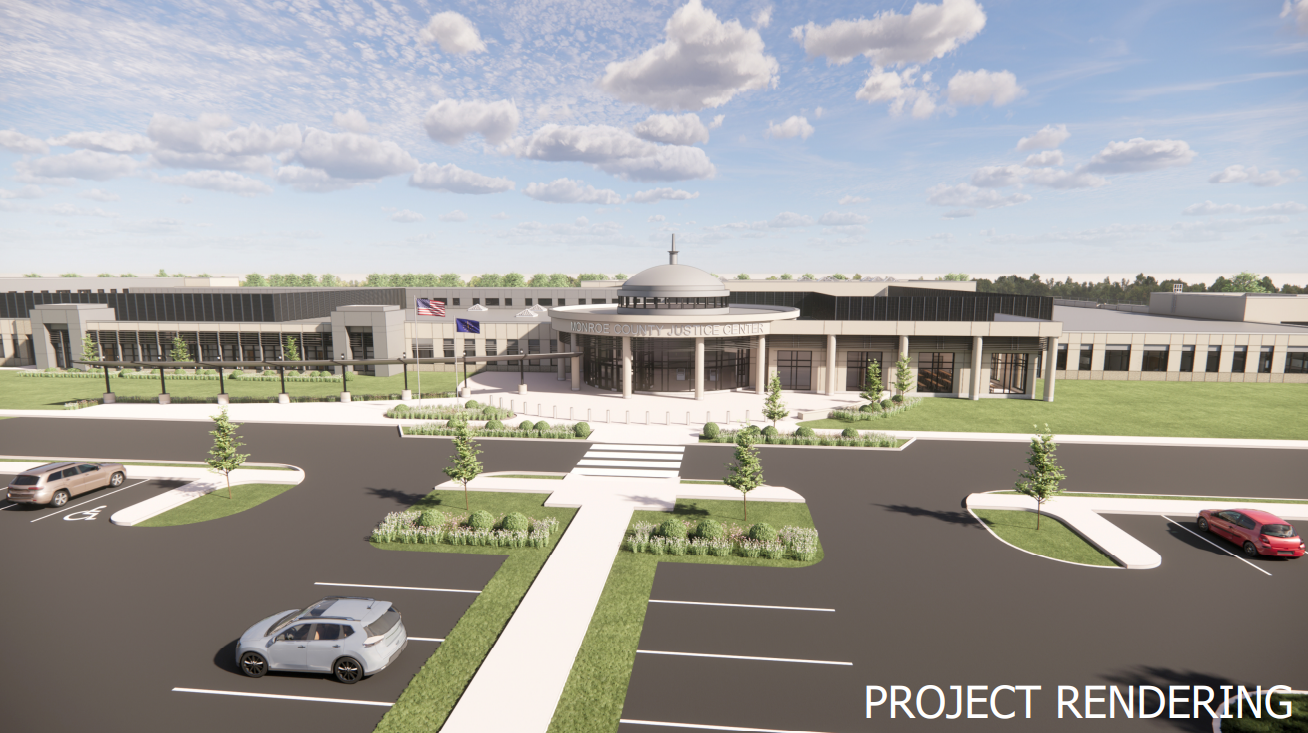 MONROE COUNTY JUSTICE CENTER
PROJECT RENDERING